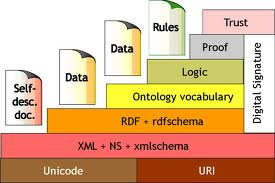 Trust
Rules
Proof
Data
Data
Logic
Self-
desc.
doc.
Ontology vocabulary
Digital Signature
RDF + rdfschema
XML + NS + xmlschema
Unicode
URI